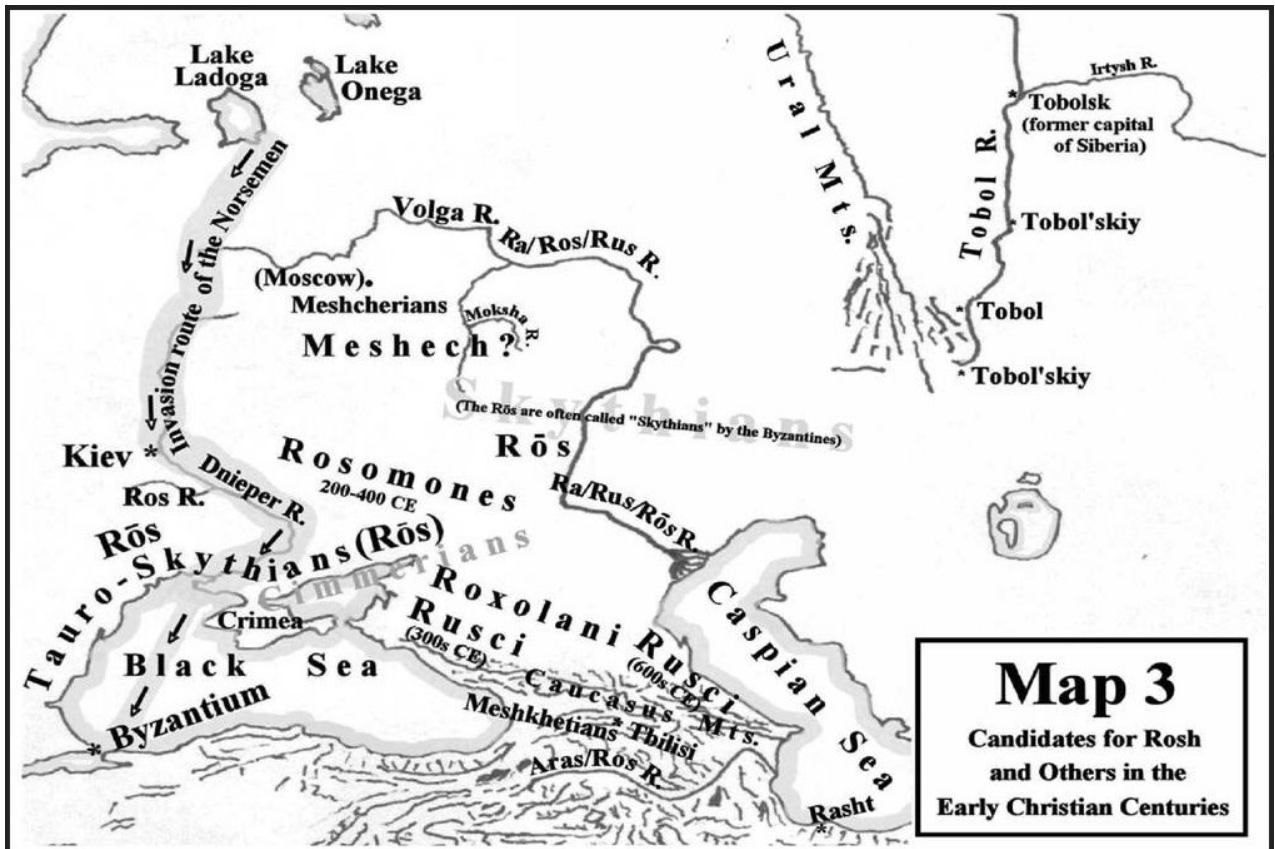 Lake
Ladoga
Lake
Onega
Ural Mts.
Irtysh R.
Tobolsk
(former capital
of Siberia)
Tobol R.
Tobol'skiy
Tobol
Tobol'skiy
Invasion route of the Norsemen
Volga R.
Ra/Ros/Rus R.
(Moscow).
Meshcherians
Moksha R.
Meshech?
Skythians
(The Rōs are often called "Skythians" by the Byzantines)
Rōs
Kiev
Dnieper R.
Ros R.
Rosomones
200-400 CE
Ra/Rus/Rōs R.
Rōs
Tauro-Skythians (Rōs)
Simmerians
Crimea
Roxolani Rusci
(600s CE)
Rusci
(300s CE)
Black Sea
Byzantium
Caucasus Mts.
Meshkhetians
Tbilisi
Aras/Ros R.
Caspian Sea
Rasht
Map 3
Candidates for Rosh
and Others in the
Early Christian Centuries